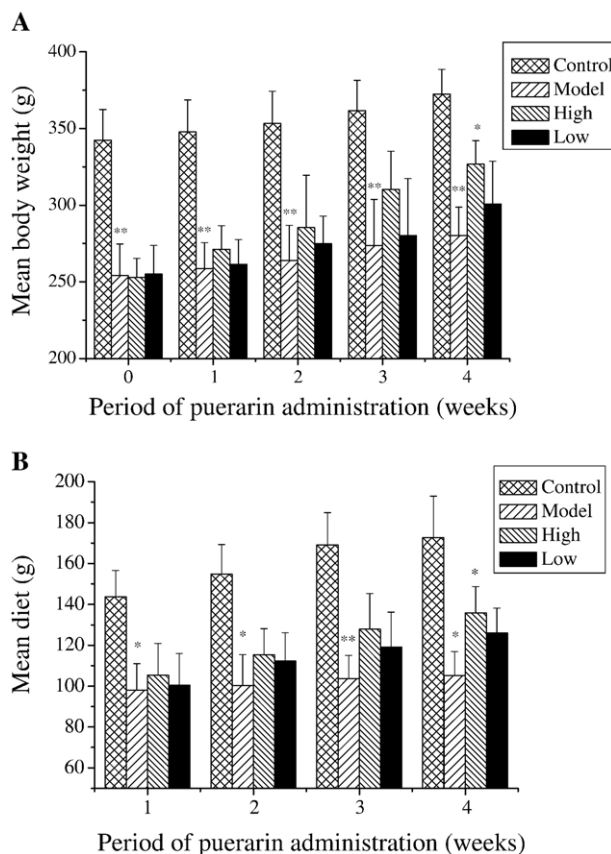 A
400
350
300
250
200
Mean body weight (g)
Control
Model
High
Low
**
**
**
**
**
*
0 1 2 3 4
Period of puerarin administration (weeks)
B
200
180
160
140
120
100
80
60
Mean diet (g)
Control
Model
High
Low
*
*
**
*
*
1 2 3 4
Period of puerarin administration (weeks)